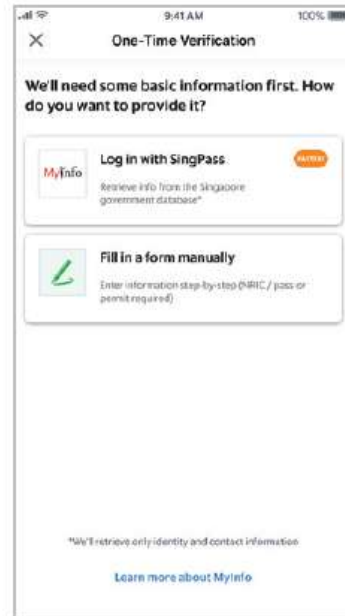 9:41 AM
100%
One-Time Verification
We'll need some basic information first. How
do you want to provide it?
MyInfo
Log in with SingPass
FASTEST
Retrieve info from the Singapore
government database*
Fill in a form manually
Enter information step-by-step (NRIC / pass or
permit required)
*We'll retrieve only identity and contact information
Learn more about MyInfo